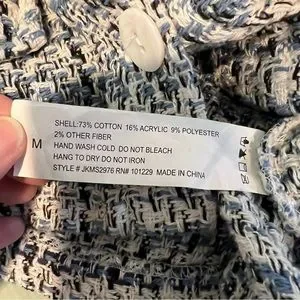 M
SHELL:73% COTTON 16% ACRYLIC 9% POLYESTER
2% OTHER FIBER
HAND WASH COLD DO NOT BLEACH
HANG TO DRY DO NOT IRON
STYLE # JKMS2976 RN# 101229 MADE IN CHINA